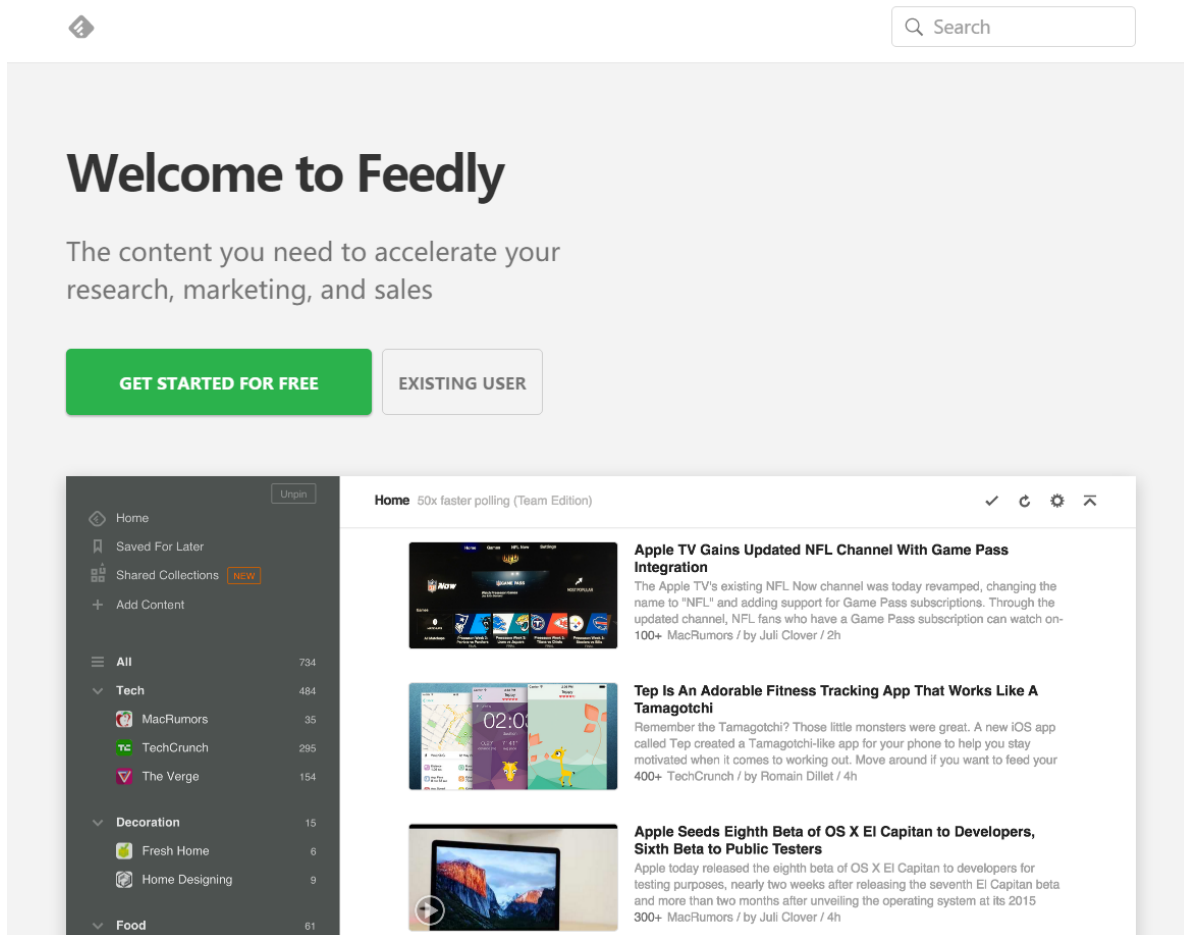 Search
Welcome to Feedly
The content you need to accelerate your
research, marketing, and sales
GET STARTED FOR FREE
EXISTING USER
Unpin
Home
Saved For Later
Shared Collections NEW
Add Content
All 734
Tech 484
MacRumors 35
TechCrunch 295
The Verge 154
Decoration 15
Fresh Home 6
Home Designing 9
Food 61
Home 50x faster polling (Team Edition)
Apple TV Gains Updated NFL Channel With Game Pass
Integration
The Apple TV's existing NFL Now channel was today revamped, changing the
name to "NFL" and adding support for Game Pass subscriptions. Through the
updated channel, NFL fans who have a Game Pass subscription can watch on-
100+ MacRumors / by Juli Clover / 2h
Tep Is An Adorable Fitness Tracking App That Works Like A
Tamagotchi
Remember the Tamagotchi? Those little monsters were great. A new iOS app
called Tep created a Tamagotchi-like app for your phone to help you stay
motivated when it comes to working out. Move around if you want to feed your
400+ TechCrunch / by Romain Dillet / 4h
Apple Seeds Eighth Beta of OS X El Capitan to Developers,
Sixth Beta to Public Testers
Apple today released the eighth beta of OS X El Capitan to developers for
testing purposes, nearly two weeks after releasing the seventh El Capitan beta
and more than two months after unveiling the operating system at its 2015
300+ MacRumors / by Juli Clover / 4h